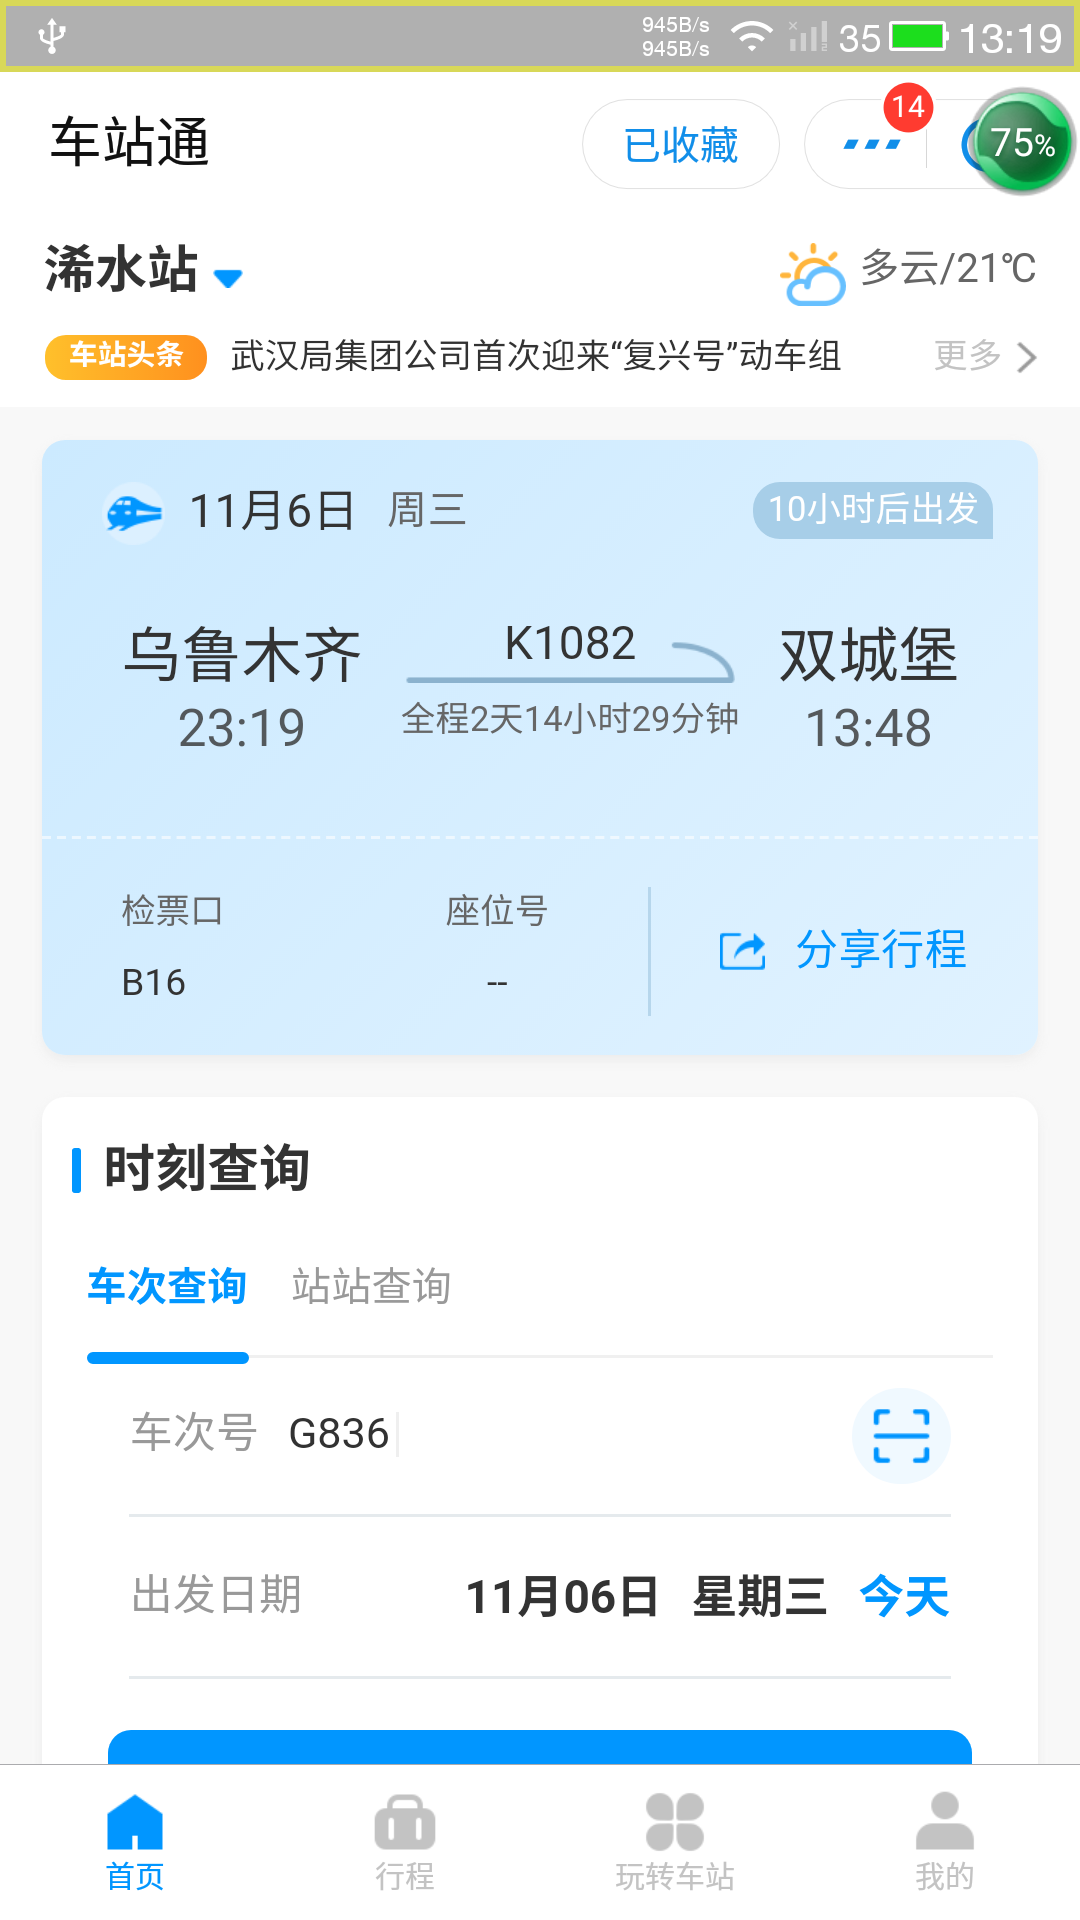 945B/s
945B/s
35
13:19
车站通
已收藏
14
75%
浠水站
多云/21℃
车站头条
武汉局集团公司首次迎来“复兴号”动车组
更多
11月6日 周三
10小时后出发
乌鲁木齐
K1082
双城堡
23:19
全程2天14小时29分钟
13:48
检票口
座位号
B16
--
分享行程
时刻查询
车次查询
站站查询
车次号 G836
出发日期
11月06日 星期三 今天
首页
行程
玩转车站
我的